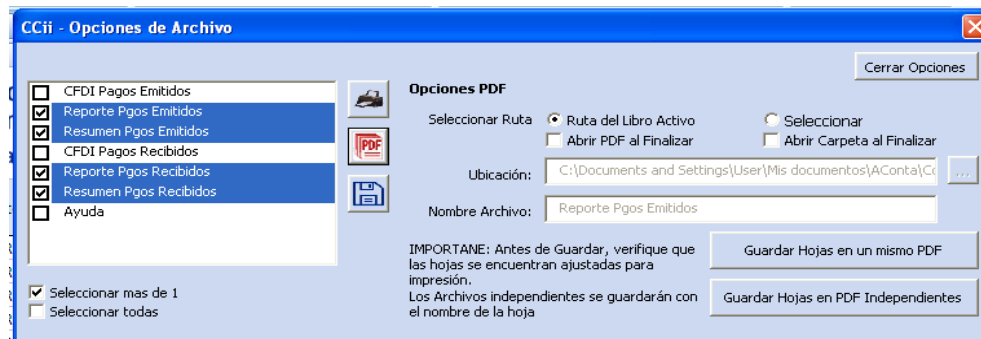 CCii - Opciones de Archivo
Cerrar Opciones
CFDI Pagos Emitidos
Reporte Pgos Emitidos
Resumen Pgos Emitidos
CFDI Pagos Recibidos
Reporte Pgos Recibidos
Resumen Pgos Recibidos
Ayuda
Seleccionar mas de 1
Seleccionar todas
PDF
Opciones PDF
Seleccionar Ruta
Ruta del Libro Activo
Seleccionar
Abrir PDF al Finalizar
Abrir Carpeta al Finalizar
Ubicación:
C:\Documents and Settings\User\Mis documentos\AConta\
...
Nombre Archivo:
Reporte Pgos Emitidos
IMPORTANE: Antes de Guardar, verifique que
las hojas se encuentran ajustadas para
impresión.
Los Archivos independientes se guardarán con
el nombre de la hoja
Guardar Hojas en un mismo PDF
Guardar Hojas en PDF Independientes